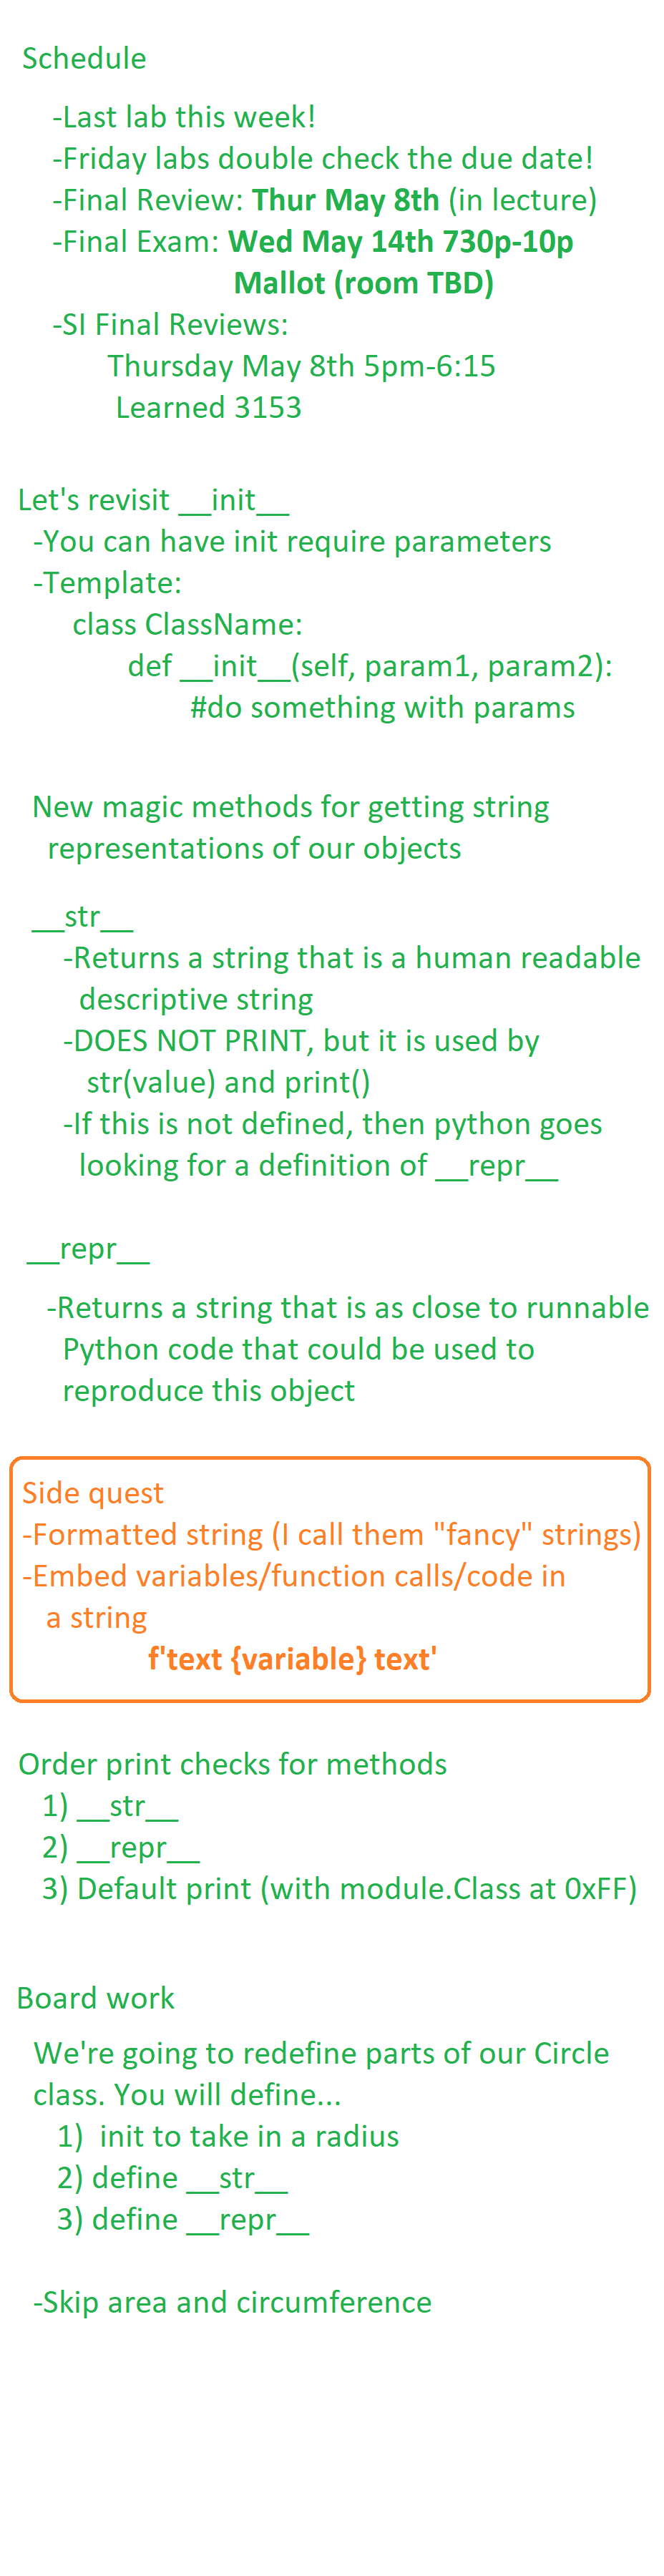 Schedule
-Last lab this week!
-Friday labs double check the due date!
-Final Review: Thur May 8th (in lecture)
-Final Exam: Wed May 14th 730p-10p
Mallot (room TBD)
-SI Final Reviews:
Thursday May 8th 5pm-6:15
Learned 3153
Let's revisit __init__
-You can have init require parameters
-Template:
class ClassName:
def __init__(self, param1, param2):
#do something with params
New magic methods for getting string
representations of our objects
__str__
-Returns a string that is a human readable
descriptive string
-DOES NOT PRINT, but it is used by
str(value) and print()
-If this is not defined, then python goes
looking for a definition of __repr__
__repr__
-Returns a string that is as close to runnable
Python code that could be used to
reproduce this object
Side quest
-Formatted string (I call them "fancy" strings)
-Embed variables/function calls/code in
a string
f'text {variable} text'
Order print checks for methods
1) __str__
2) __repr__
3) Default print (with module.Class at 0xFF)
Board work
We're going to redefine parts of our Circle
class. You will define...
1) init to take in a radius
2) define __str__
3) define __repr__
-Skip area and circumference